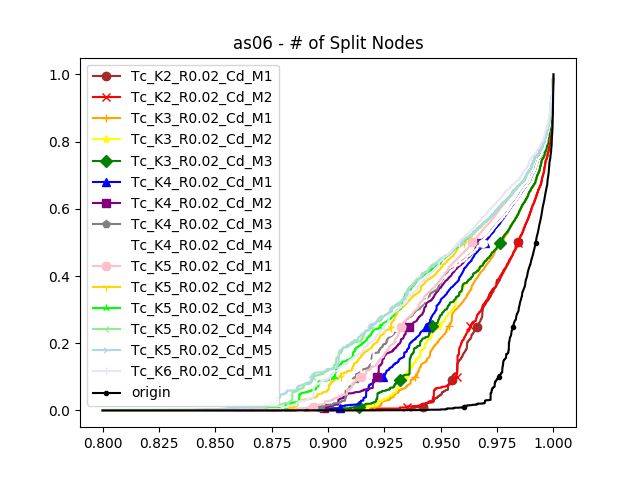 as06 - # of Split Nodes
1.0
0.8
0.6
0.4
0.2
0.0
Tc_K2_R0.02_Cd_M1
Tc_K2_R0.02_Cd_M2
Tc_K3_R0.02_Cd_M1
Tc_K3_R0.02_Cd_M2
Tc_K3_R0.02_Cd_M3
Tc_K4_R0.02_Cd_M1
Tc_K4_R0.02_Cd_M2
Tc_K4_R0.02_Cd_M3
Tc_K4_R0.02_Cd_M4
Tc_K5_R0.02_Cd_M1
Tc_K5_R0.02_Cd_M2
Tc_K5_R0.02_Cd_M3
Tc_K5_R0.02_Cd_M4
Tc_K5_R0.02_Cd_M5
Tc_K6_R0.02_Cd_M1
origin
0.800 0.825 0.850 0.875 0.900 0.925 0.950 0.975 1.000